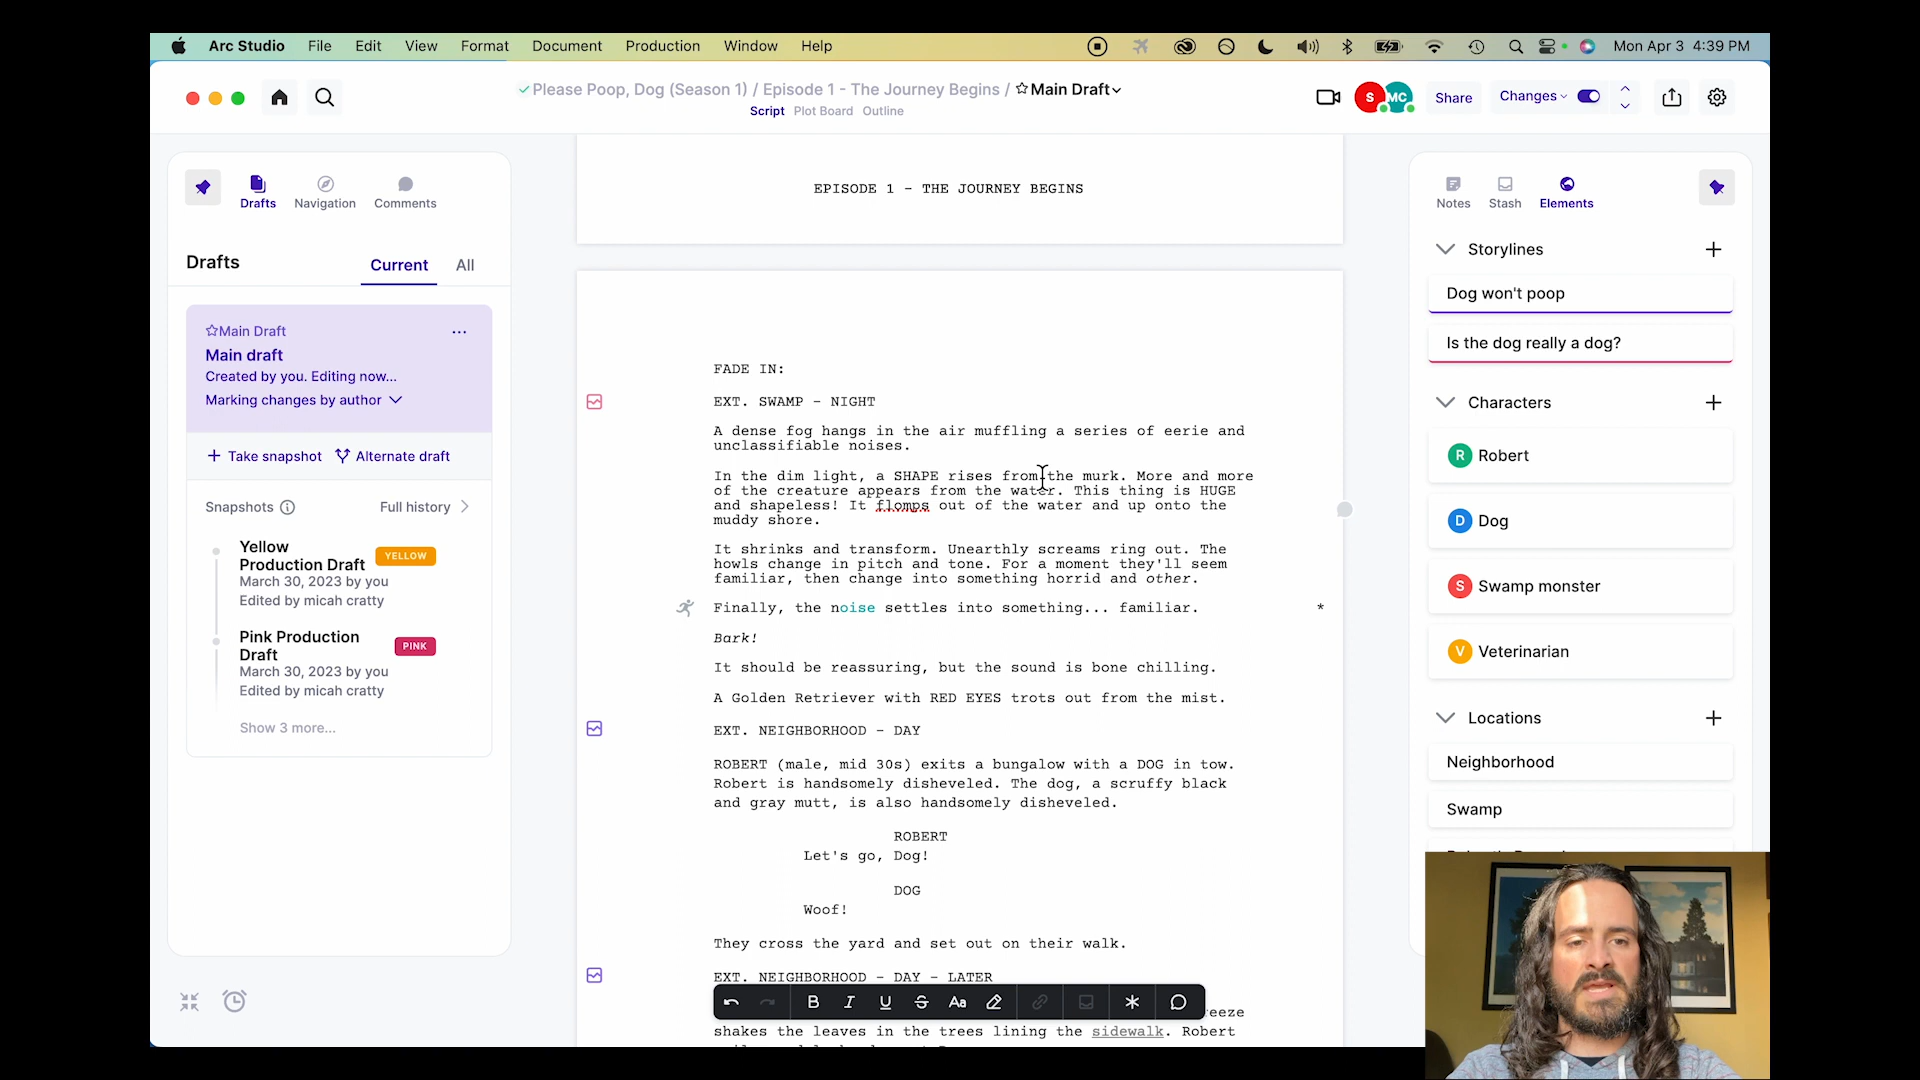 Arc Studio File Edit View Format Document Production Window Help Mon Apr 3 4:39 PM
Please Poop, Dog (Season 1) / Episode 1 - The Journey Begins / Main Draft
Script Plot Board Outline
S MC Share Changes
Drafts Navigation Comments
Drafts Current All
Main Draft
Main draft
Created by you. Editing now...
Marking changes by author
Take snapshot Alternate draft
Snapshots Full history
Yellow
Production Draft YELLOW
March 30, 2023 by you
Edited by micah cratty
Pink Production
Draft PINK
March 30, 2023 by you
Edited by micah cratty
Show 3 more...
EPISODE 1 - THE JOURNEY BEGINS
FADE IN:
EXT. SWAMP - NIGHT
A dense fog hangs in the air muffling a series of eerie and
unclassifiable noises.
In the dim light, a SHAPE rises from the murk. More and more
of the creature appears from the water. This thing is HUGE
and shapeless! It flomps out of the water and up onto the
muddy shore.
It shrinks and transform. Unearthly screams ring out. The
howls change in pitch and tone. For a moment they'll seem
familiar, then change into something horrid and other.
Finally, the noise settles into something... familiar. *
Bark!
It should be reassuring, but the sound is bone chilling.
A Golden Retriever with RED EYES trots out from the mist.
EXT. NEIGHBORHOOD - DAY
ROBERT (male, mid 30s) exits a bungalow with a DOG in tow.
Robert is handsomely disheveled. The dog, a scruffy black
and gray mutt, is also handsomely disheveled.
ROBERT
Let's go, Dog!
DOG
Woof!
They cross the yard and set out on their walk.
EXT. NEIGHBORHOOD - DAY - LATER
B I U S Aa
reeze
shakes the leaves in the trees lining the sidewalk. Robert
Notes Stash Elements
Storylines
Dog won't poop
Is the dog really a dog?
Characters
R Robert
D Dog
S Swamp monster
V Veterinarian
Locations
Neighborhood
Swamp